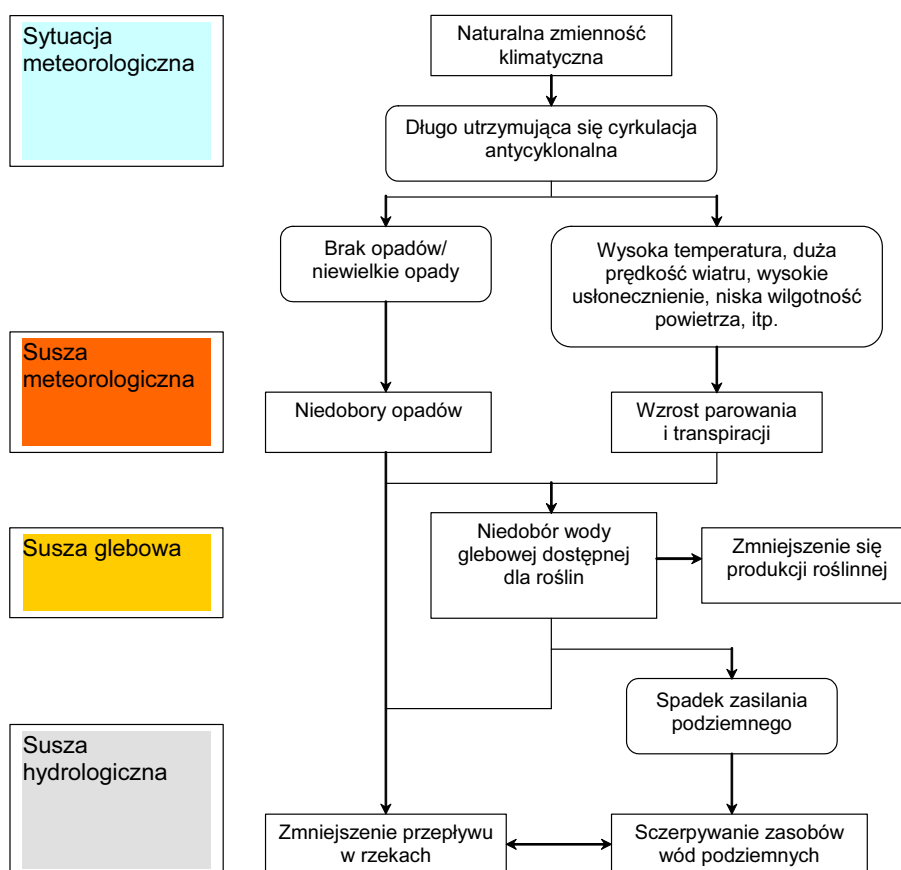 Sytuacja
meteorologiczna
Naturalna zmienność
klimatyczna
Długo utrzymująca się cyrkulacja
antycyklonalna
Brak opadów/
niewielkie opady
Wysoka temperatura, duża
prędkość wiatru, wysokie
usłonecznienie, niska wilgotność
powietrza, itp.
Susza
meteorologiczna
Niedobory opadów
Wzrost parowania
i transpiracji
Susza glebowa
Niedobór wody
glebowej dostępnej
dla roślin
Zmniejszenie się
produkcji roślinnej
Spadek zasilania
podziemnego
Susza
hydrologiczna
Zmniejszenie przepływu
w rzekach
Sczerpywanie zasobów
wód podziemnych